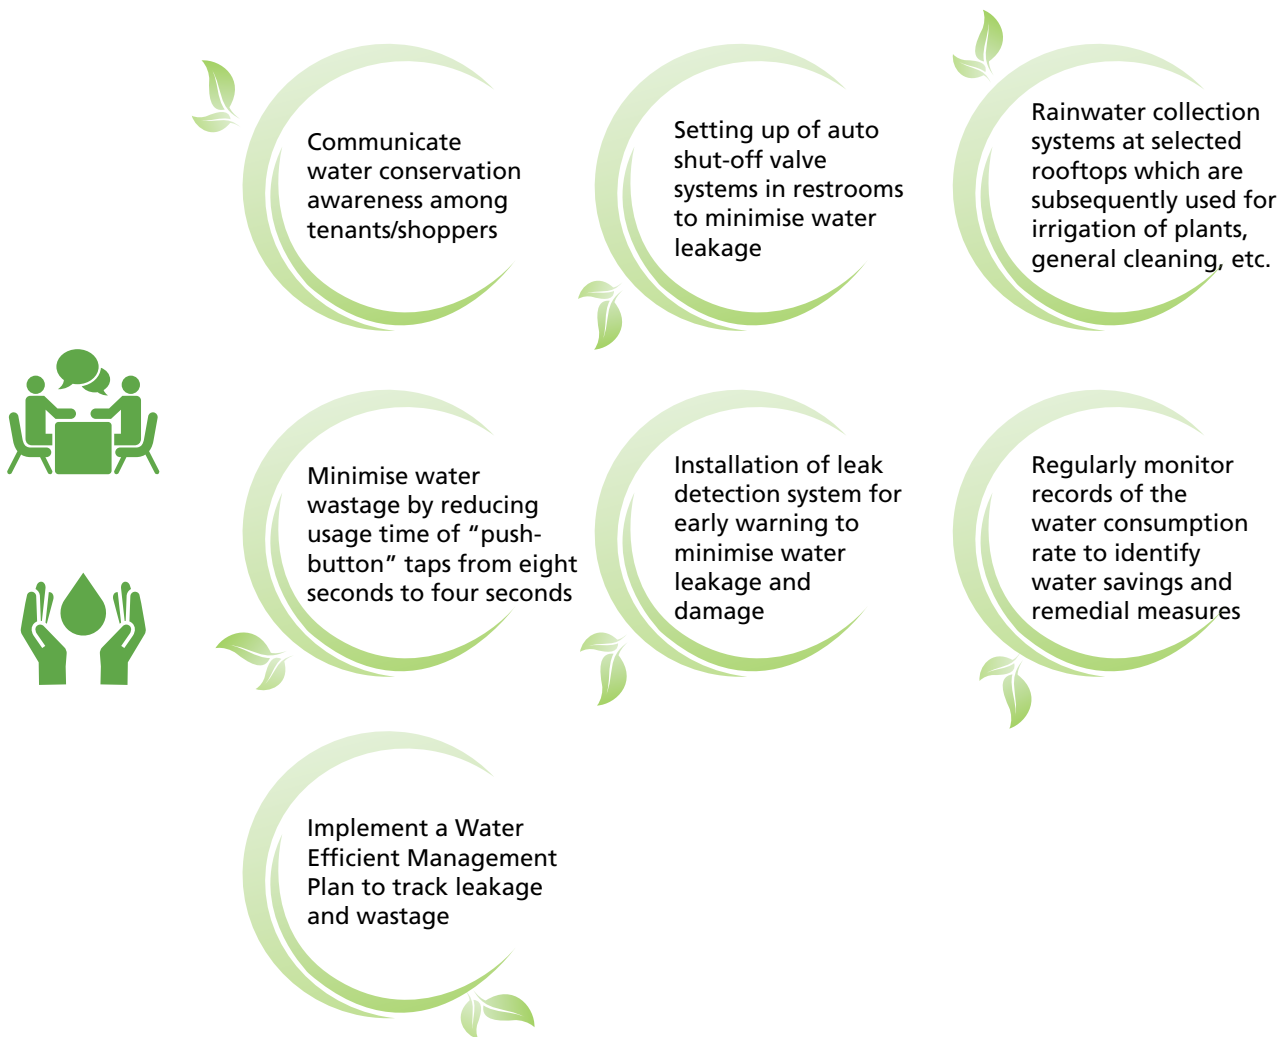 Communicate
water conservation
awareness among
tenants/shoppers
Setting up of auto
shut-off valve
systems in restrooms
to minimise water
leakage
Rainwater collection
systems at selected
rooftops which are
subsequently used for
irrigation of plants,
general cleaning, etc.
Minimise water
wastage by reducing
usage time of “push-
button” taps from eight
seconds to four seconds
Installation of leak
detection system for
early warning to
minimise water
leakage and
damage
Regularly monitor
records of the
water consumption
rate to identify
water savings and
remedial measures
Implement a Water
Efficient Management
Plan to track leakage
and wastage